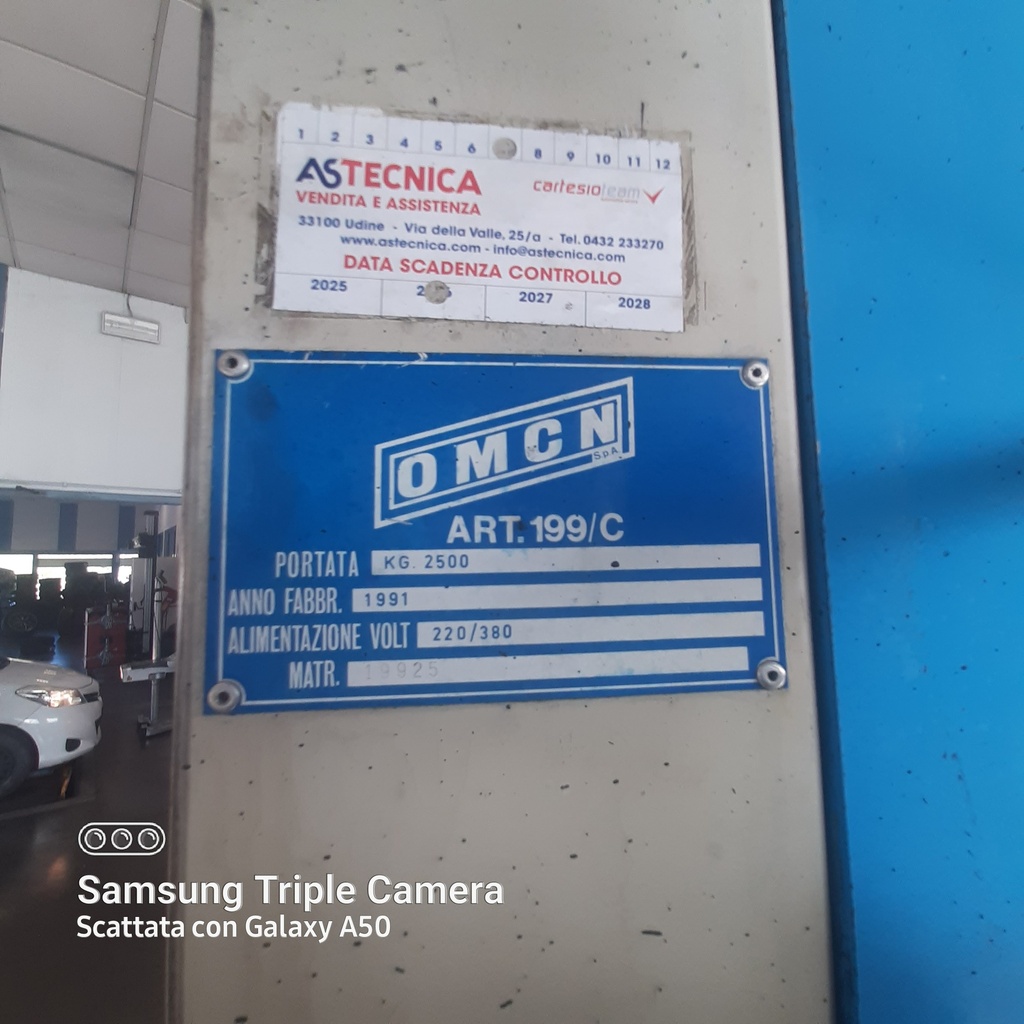 1 2 3 4 5 6 8 9 10 11 12
ASTECNICA
VENDITA E ASSISTENZA
cartesioteam
33100 Udine - Via della Valle, 25/a - Tel. 0432 233270
www.astecnica.com - info@astecnica.com
DATA SCADENZA CONTROLLO
2025 2027 2028
OMCN
SpA
ART. 199/C
PORTATA KG. 2500
ANNO FABBR. 1991
ALIMENTAZIONE VOLT 220/380
MATR. 19925
Samsung Triple Camera
Scattata con Galaxy A50